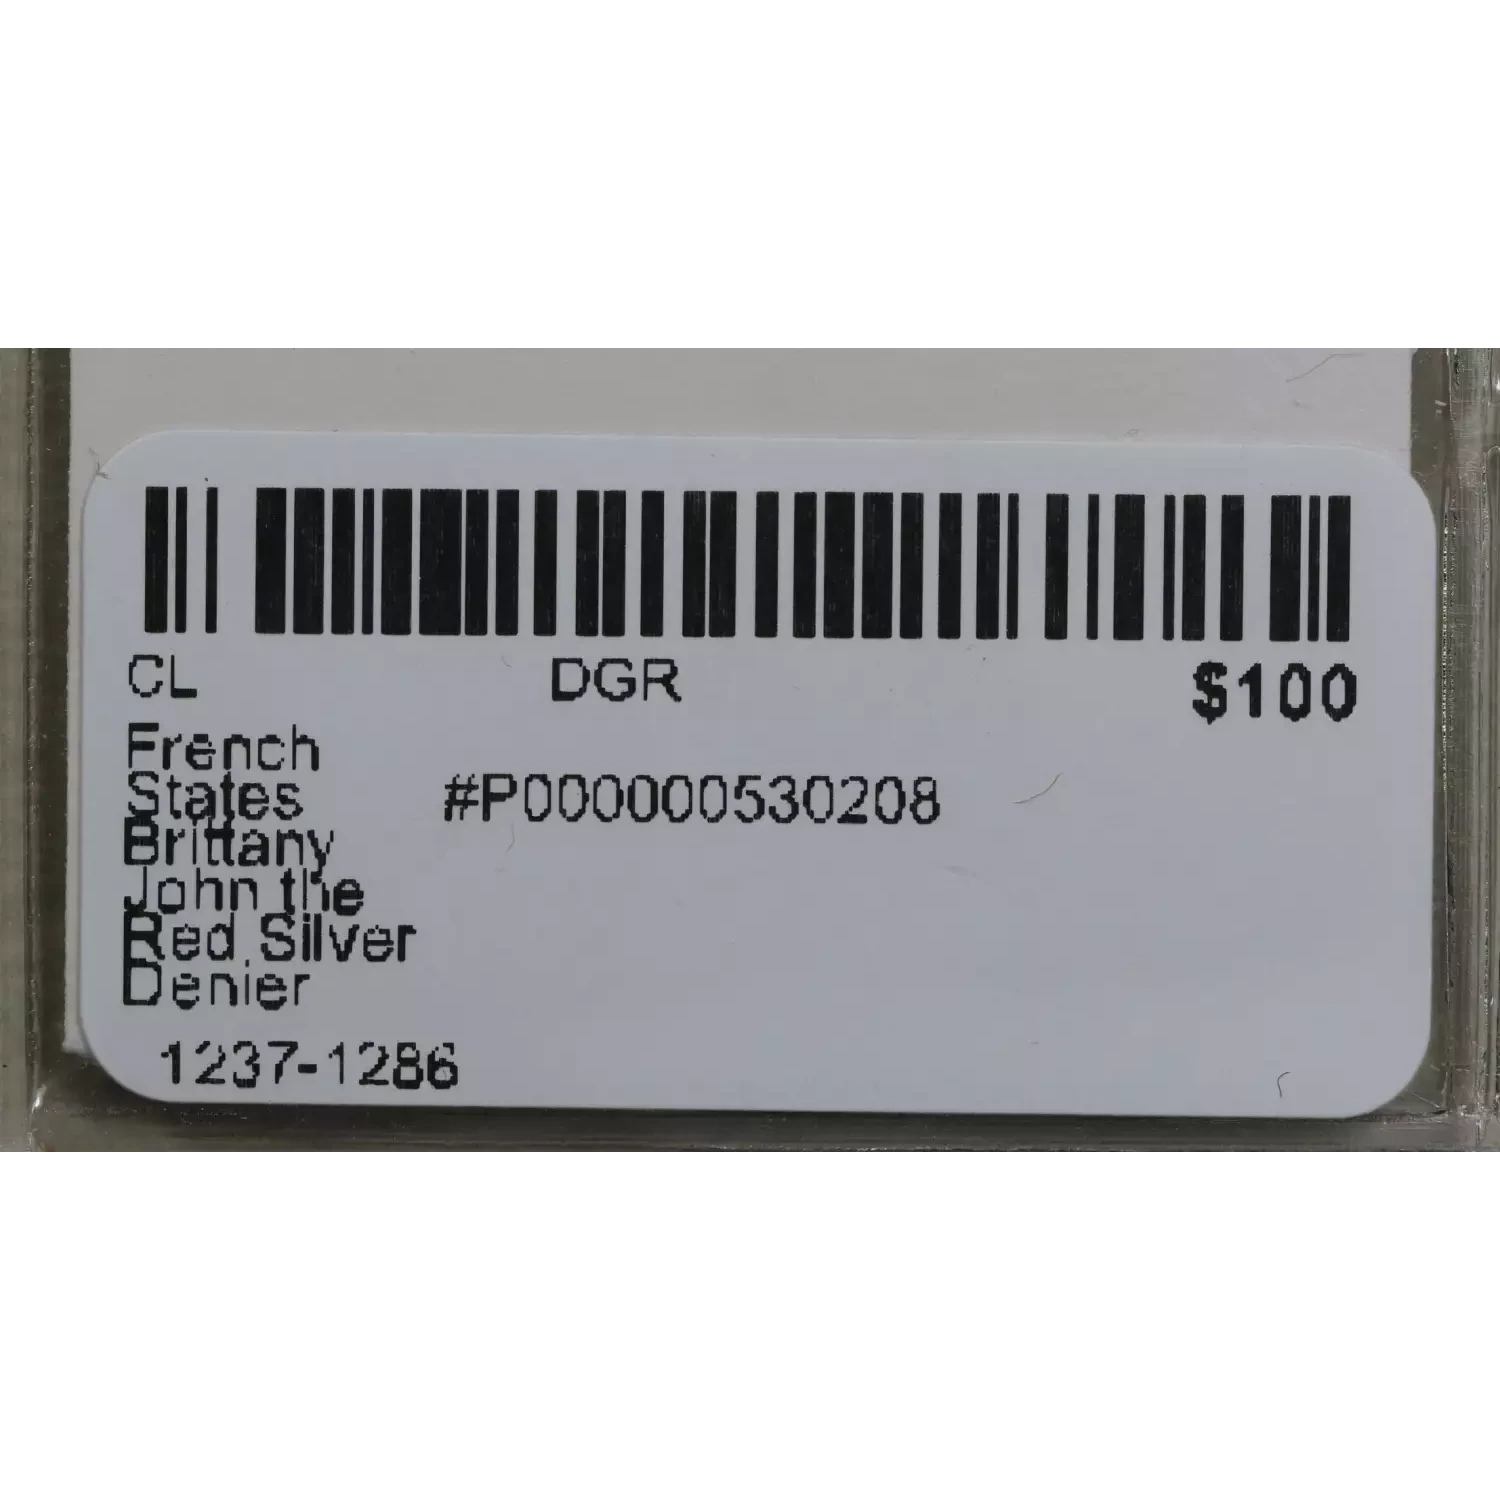 CL DGR $100
French
States #P000000530208
Brittany
John the
Red Silver
Denier
1237-1286